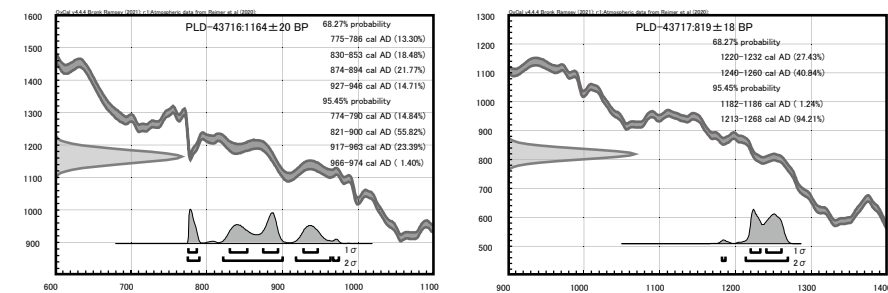 OxCal v4.4.4 Bronk Ramsey (2021); r:1;Atmospheric data from Reimer et al (2020);
PLD-43716:1164±20 BP
68.27% probability
775-786 cal AD (13.30%)
830-853 cal AD (18.48%)
874-894 cal AD (21.77%)
927-946 cal AD (14.71%)
95.45% probability
774-790 cal AD (14.84%)
821-900 cal AD (55.82%)
917-963 cal AD (23.39%)
966-974 cal AD ( 1.40%)
1600
1500
1400
1300
1200
1100
1000
900
1σ
2σ
600 700 800 900 1000 1100
OxCal v4.4.4 Bronk Ramsey (2021); r:1;Atmospheric data from Reimer et al (2020);
PLD-43717:819±18 BP
68.27% probability
1220-1232 cal AD (27.43%)
1240-1260 cal AD (40.84%)
95.45% probability
1182-1186 cal AD ( 1.24%)
1213-1268 cal AD (94.21%)
1300
1200
1100
1000
900
800
700
600
500
1σ
2σ
900 1000 1100 1200 1300 1400